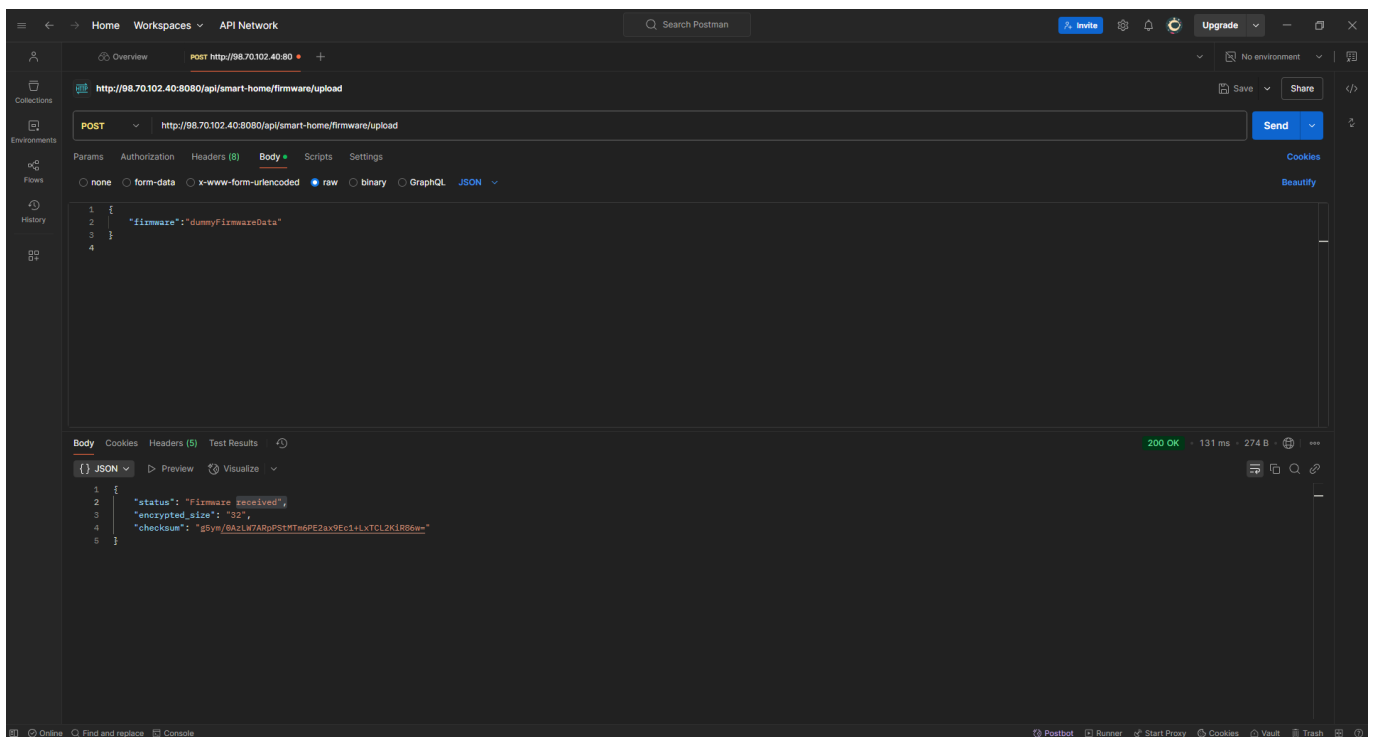 Home Workspaces API Network Search Postman Invite Upgrade
Overview POST http://98.70.102.40:80 No environment
http://98.70.102.40:8080/api/smart-home/firmware/upload Save Share
Collections
POST http://98.70.102.40:8080/api/smart-home/firmware/upload Send
Environments
Params Authorization Headers (8) Body Scripts Settings Cookies
Flows
none form-data x-www-form-urlencoded raw binary GraphQL JSON Beautify
History
1 {
2 "firmware":"dummyFirmwareData"
3 }
4
Body Cookies Headers (5) Test Results 200 OK 131 ms 274 B
{} JSON Preview Visualize
1 {
2 "status": "Firmware received",
3 "encrypted_size": "32",
4 "checksum": "g5ym/0AzLW7ARpPStMTm6PE2ax9Ec1+LxTCL2KiR86w="
5 }
Online Find and replace Console Postbot Runner Start Proxy Cookies Vault Trash